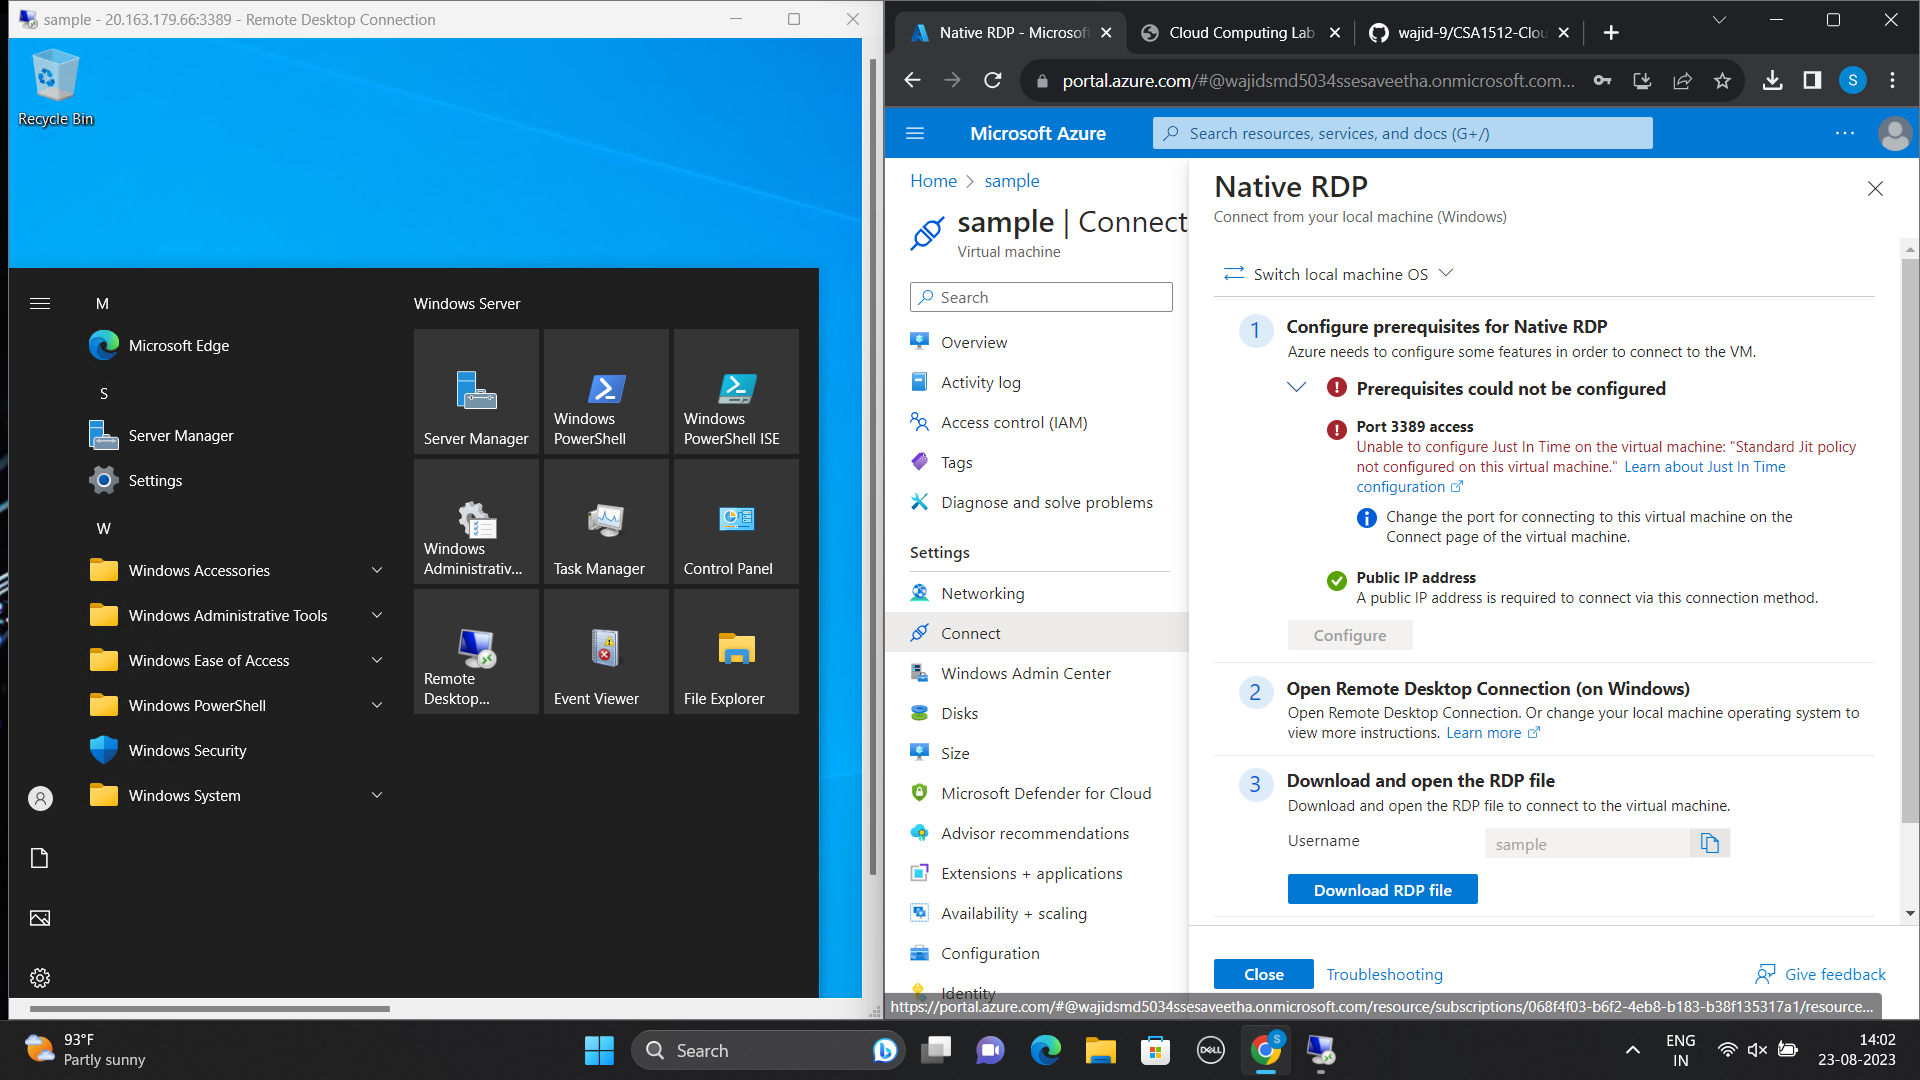 sample - 20.163.179.66:3389 - Remote Desktop Connection
Recycle Bin
M
Microsoft Edge
S
Server Manager
Settings
W
Windows Accessories
Windows Administrative Tools
Windows Ease of Access
Windows PowerShell
Windows Security
Windows System
Windows Server
Server Manager
Windows
PowerShell
Windows
PowerShell ISE
Windows
Administrativ...
Task Manager
Control Panel
Remote
Desktop...
Event Viewer
File Explorer
Native RDP - Microsoft
Cloud Computing Lab
wajid-9/CSA1512-Clou
portal.azure.com/#@wajidsmd5034ssesaveetha.onmicrosoft.com...
S
Microsoft Azure
Search resources, services, and docs (G+/)
Home > sample
sample | Connect
Virtual machine
Search
Overview
Activity log
Access control (IAM)
Tags
Diagnose and solve problems
Settings
Networking
Connect
Windows Admin Center
Disks
Size
Microsoft Defender for Cloud
Advisor recommendations
Extensions + applications
Availability + scaling
Configuration
Identity
Native RDP
Connect from your local machine (Windows)
Switch local machine OS
1
Configure prerequisites for Native RDP
Azure needs to configure some features in order to connect to the VM.
Prerequisites could not be configured
Port 3389 access
Unable to configure Just In Time on the virtual machine: "Standard Jit policy
not configured on this virtual machine." Learn about Just In Time
configuration
Change the port for connecting to this virtual machine on the
Connect page of the virtual machine.
Public IP address
A public IP address is required to connect via this connection method.
Configure
2
Open Remote Desktop Connection (on Windows)
Open Remote Desktop Connection. Or change your local machine operating system to
view more instructions. Learn more
3
Download and open the RDP file
Download and open the RDP file to connect to the virtual machine.
Username
sample
Download RDP file
Close
Troubleshooting
Give feedback
https://portal.azure.com/#@wajidsmd5034ssesaveetha.onmicrosoft.com/resource/subscriptions/068f4f03-b6f2-4eb8-b183-b38f135317a1/resource...
93°F
Partly sunny
Search
DELL
S
ENG
IN
14:02
23-08-2023